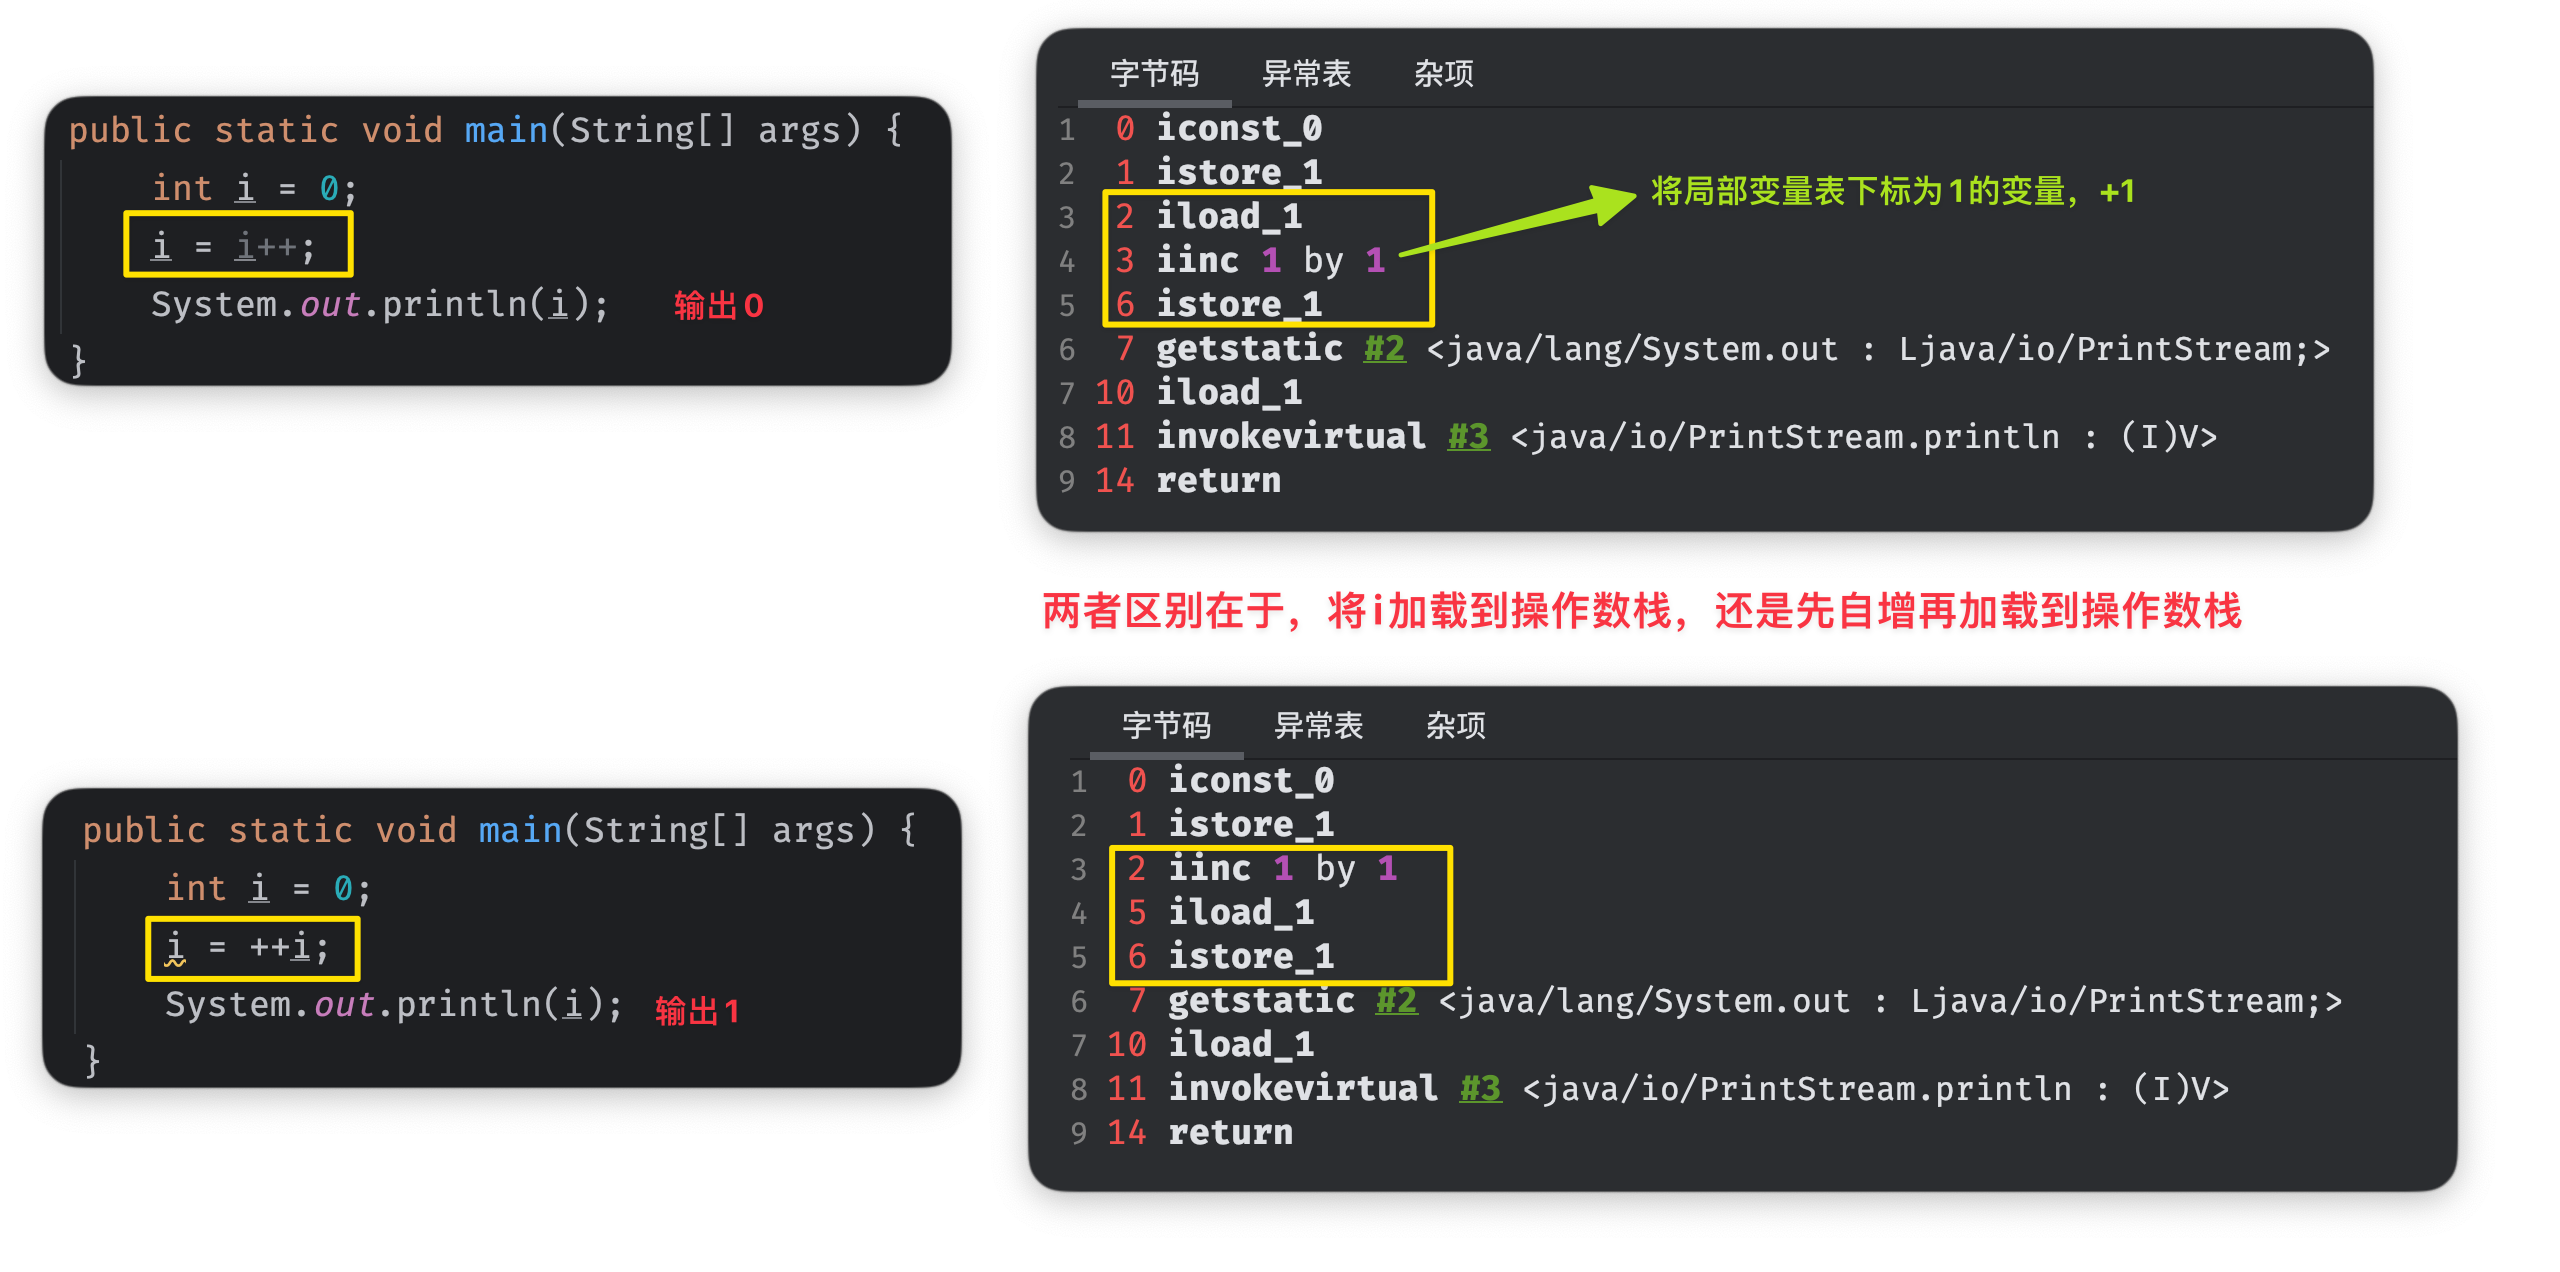 public static void main(String[] args) {
int i = 0;
i = i++;
System.out.println(i); 输出0
}
字节码 异常表 杂项
1 0 iconst_0
2 1 istore_1
3 2 iload_1
4 3 iinc 1 by 1
将局部变量表下标为1的变量，+1
5 6 istore_1
6 7 getstatic #2 <java/lang/System.out : Ljava/io/PrintStream;>
7 10 iload_1
8 11 invokevirtual #3 <java/io/PrintStream.println : (I)V>
9 14 return
两者区别在于，将i加载到操作数栈，还是先自增再加载到操作数栈
public static void main(String[] args) {
int i = 0;
i = ++i;
System.out.println(i); 输出1
}
字节码 异常表 杂项
1 0 iconst_0
2 1 istore_1
3 2 iinc 1 by 1
4 5 iload_1
5 6 istore_1
6 7 getstatic #2 <java/lang/System.out : Ljava/io/PrintStream;>
7 10 iload_1
8 11 invokevirtual #3 <java/io/PrintStream.println : (I)V>
9 14 return